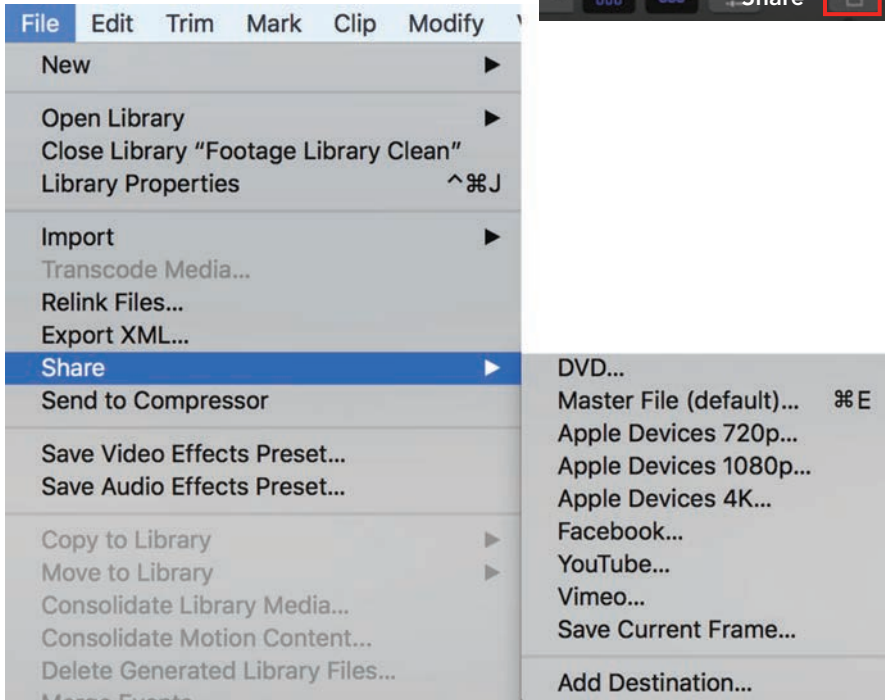 File Edit Trim Mark Clip Modify
Share
New
Open Library
Close Library “Footage Library Clean”
Library Properties ^⌘J
Import
Transcode Media...
Relink Files...
Export XML...
Share
Send to Compressor
Save Video Effects Preset...
Save Audio Effects Preset...
Copy to Library
Move to Library
Consolidate Library Media...
Consolidate Motion Content...
Delete Generated Library Files...
DVD...
Master File (default)... ⌘E
Apple Devices 720p...
Apple Devices 1080p...
Apple Devices 4K...
Facebook...
YouTube...
Vimeo...
Save Current Frame...
Add Destination...